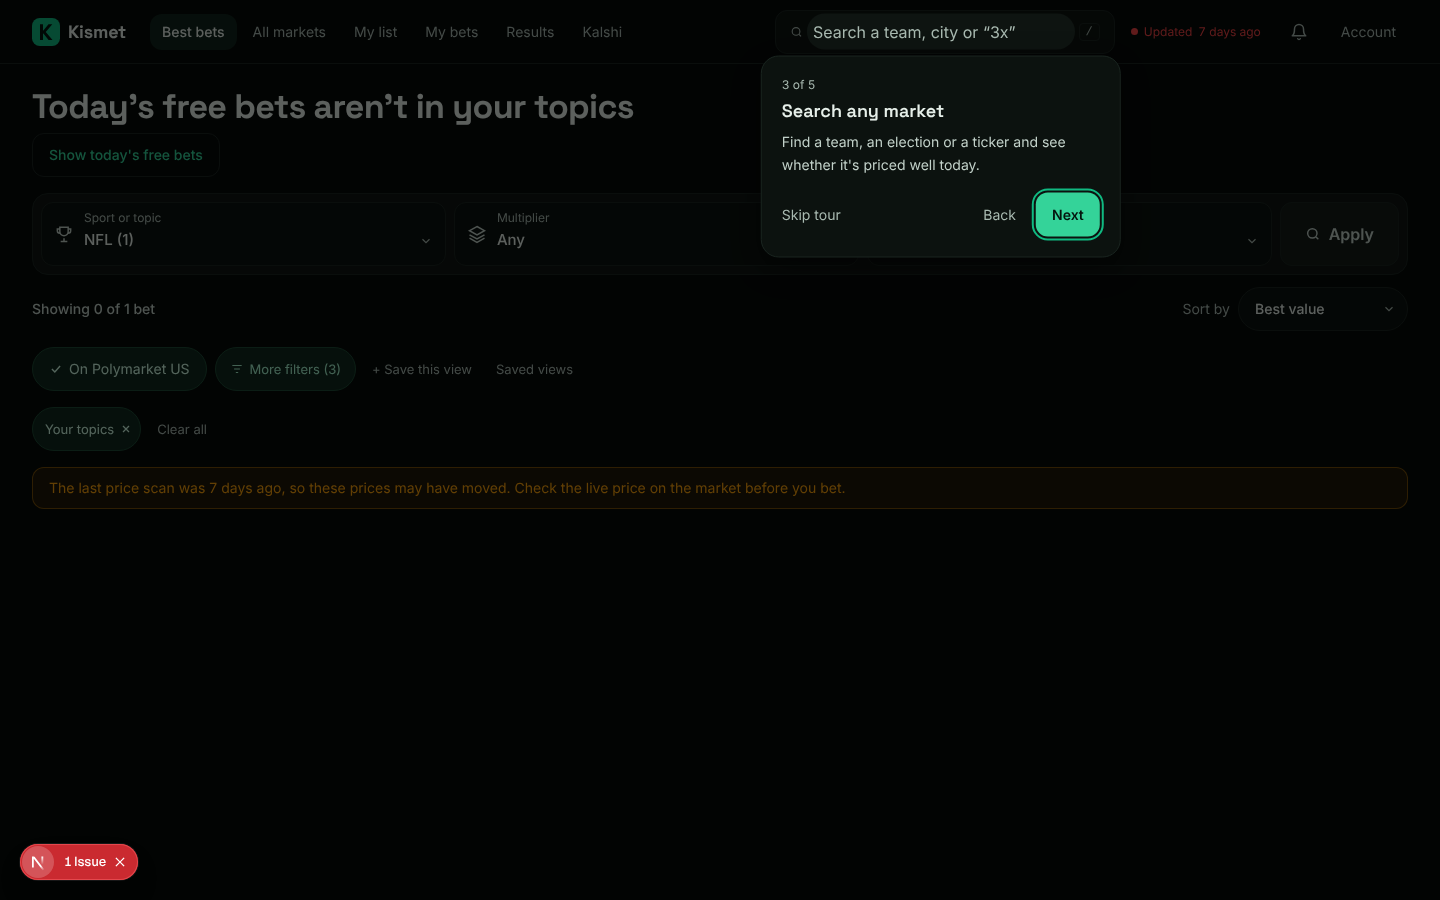 K Kismet
Best bets
All markets
My list
My bets
Results
Kalshi
Search a team, city or “3x”
/
Updated 7 days ago
Account
3 of 5
Search any market
Find a team, an election or a ticker and see
whether it's priced well today.
Skip tour
Back
Next
Today’s free bets aren’t in your topics
Show today's free bets
Sport or topic
NFL (1)
Multiplier
Any
Apply
Showing 0 of 1 bet
Sort by
Best value
On Polymarket US
More filters (3)
+ Save this view
Saved views
Your topics ×
Clear all
The last price scan was 7 days ago, so these prices may have moved. Check the live price on the market before you bet.
N 1 Issue ×